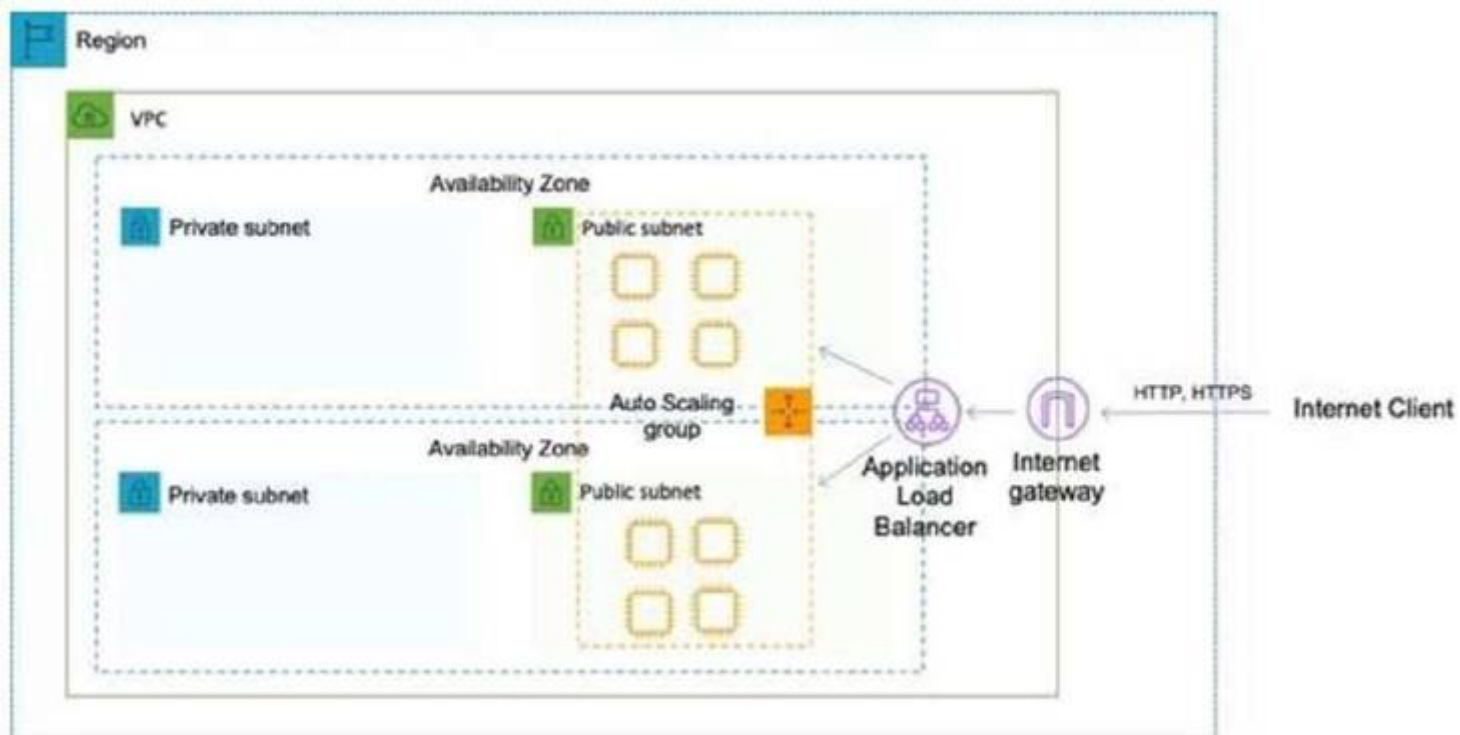 Region
VPC
Availability Zone
Private subnet
Public subnet
Auto Scaling
group
Availability Zone
Private subnet
Public subnet
Application
Load
Balancer
Internet
gateway
HTTP, HTTPS
Internet Client